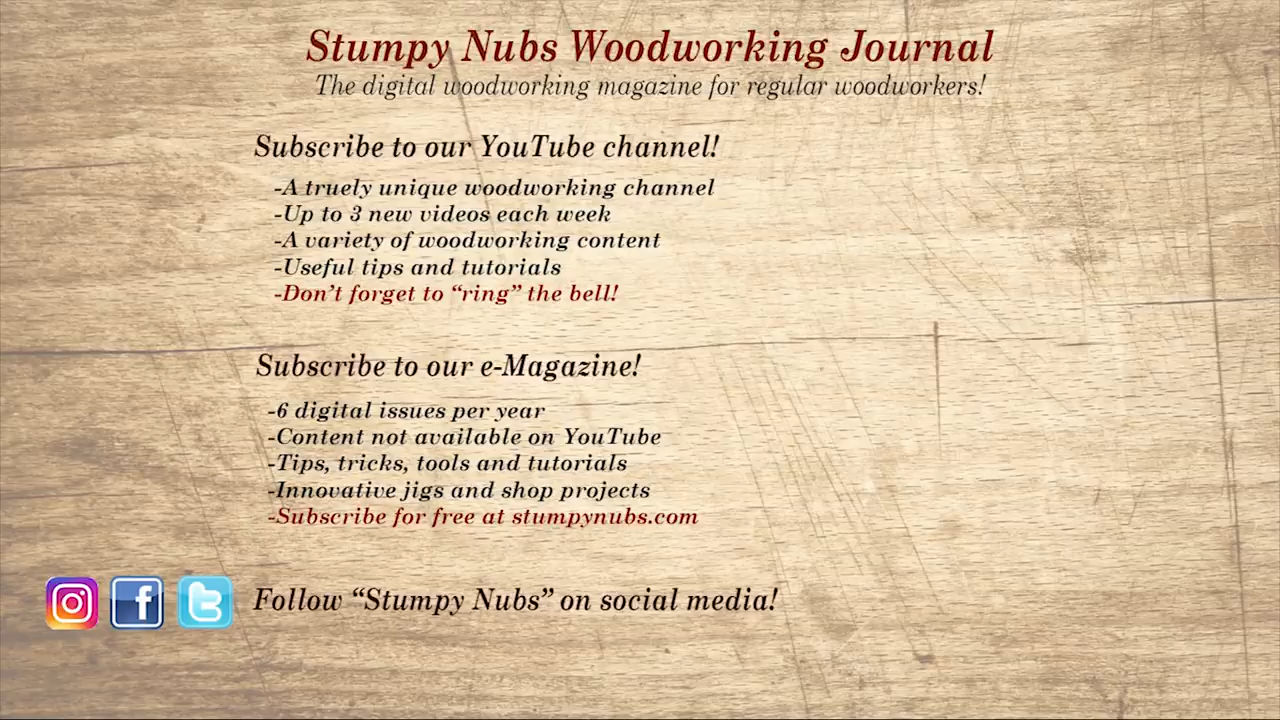 Stumpy Nubs Woodworking Journal
The digital woodworking magazine for regular woodworkers!
Subscribe to our YouTube channel!
-A truely unique woodworking channel
-Up to 3 new videos each week
-A variety of woodworking content
-Useful tips and tutorials
-Don’t forget to “ring” the bell!
Subscribe to our e-Magazine!
-6 digital issues per year
-Content not available on YouTube
-Tips, tricks, tools and tutorials
-Innovative jigs and shop projects
-Subscribe for free at stumpynubs.com
Follow “Stumpy Nubs” on social media!